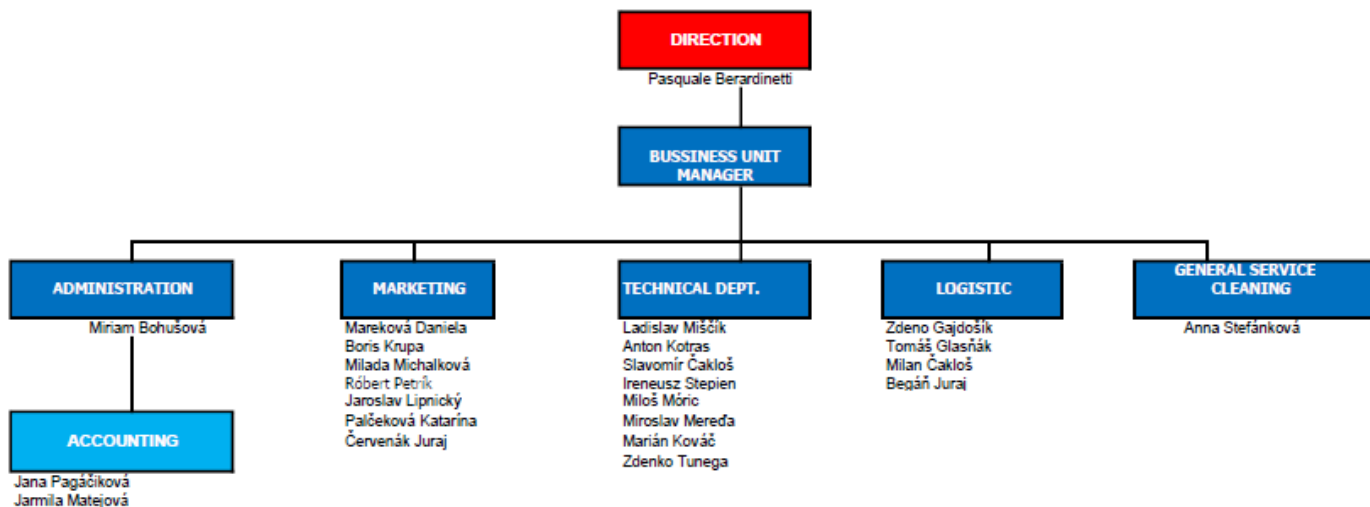 DIRECTION
Pasquale Berardinetti
BUSSINESS UNIT
MANAGER
ADMINISTRATION
Miriam Bohušová
ACCOUNTING
Jana Pagáčiková
Jarmila Matejová
MARKETING
Mareková Daniela
Boris Krupa
Milada Michalková
Róbert Petrík
Jaroslav Lipnický
Palčeková Katarína
Červenák Juraj
TECHNICAL DEPT.
Ladislav Miščík
Anton Kotras
Slavomír Čakloš
Ireneusz Stepien
Miloš Móric
Miroslav Mereďa
Marián Kováč
Zdenko Tunega
LOGISTIC
Zdeno Gajdošík
Tomáš Glasňák
Milan Čakloš
Begáň Juraj
GENERAL SERVICE
CLEANING
Anna Stefánková